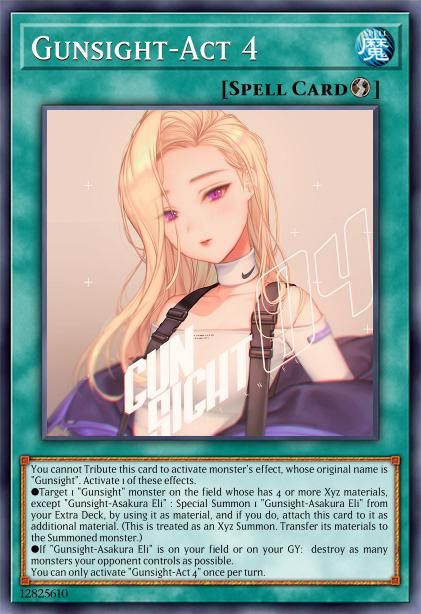 GUNSIGHT-ACT 4
SPELL
魔
[SPELL CARD]
GUN
SIGHT
94
You cannot Tribute this card to activate monster's effect, whose original name is
"Gunsight". Activate 1 of these effects.
●Target 1 "Gunsight" monster on the field whose has 4 or more Xyz materials,
except "Gunsight-Asakura Eli" : Special Summon 1 "Gunsight-Asakura Eli" from
your Extra Deck, by using it as material, and if you do, attach this card to it as
additional material. (This is treated as an Xyz Summon. Transfer its materials to
the Summoned monster.)
●If "Gunsight-Asakura Eli" is on your field or on your GY: destroy as many
monsters your opponent controls as possible.
You can only activate "Gunsight-Act 4" once per turn.
12825610